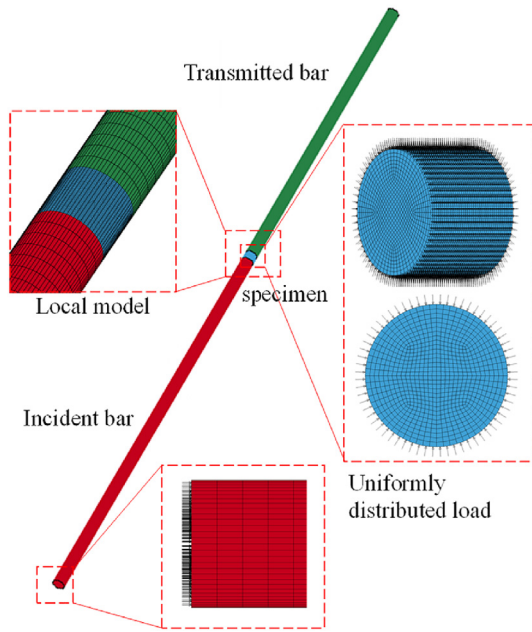 Transmitted bar
Local model
specimen
Incident bar
Uniformly
distributed load